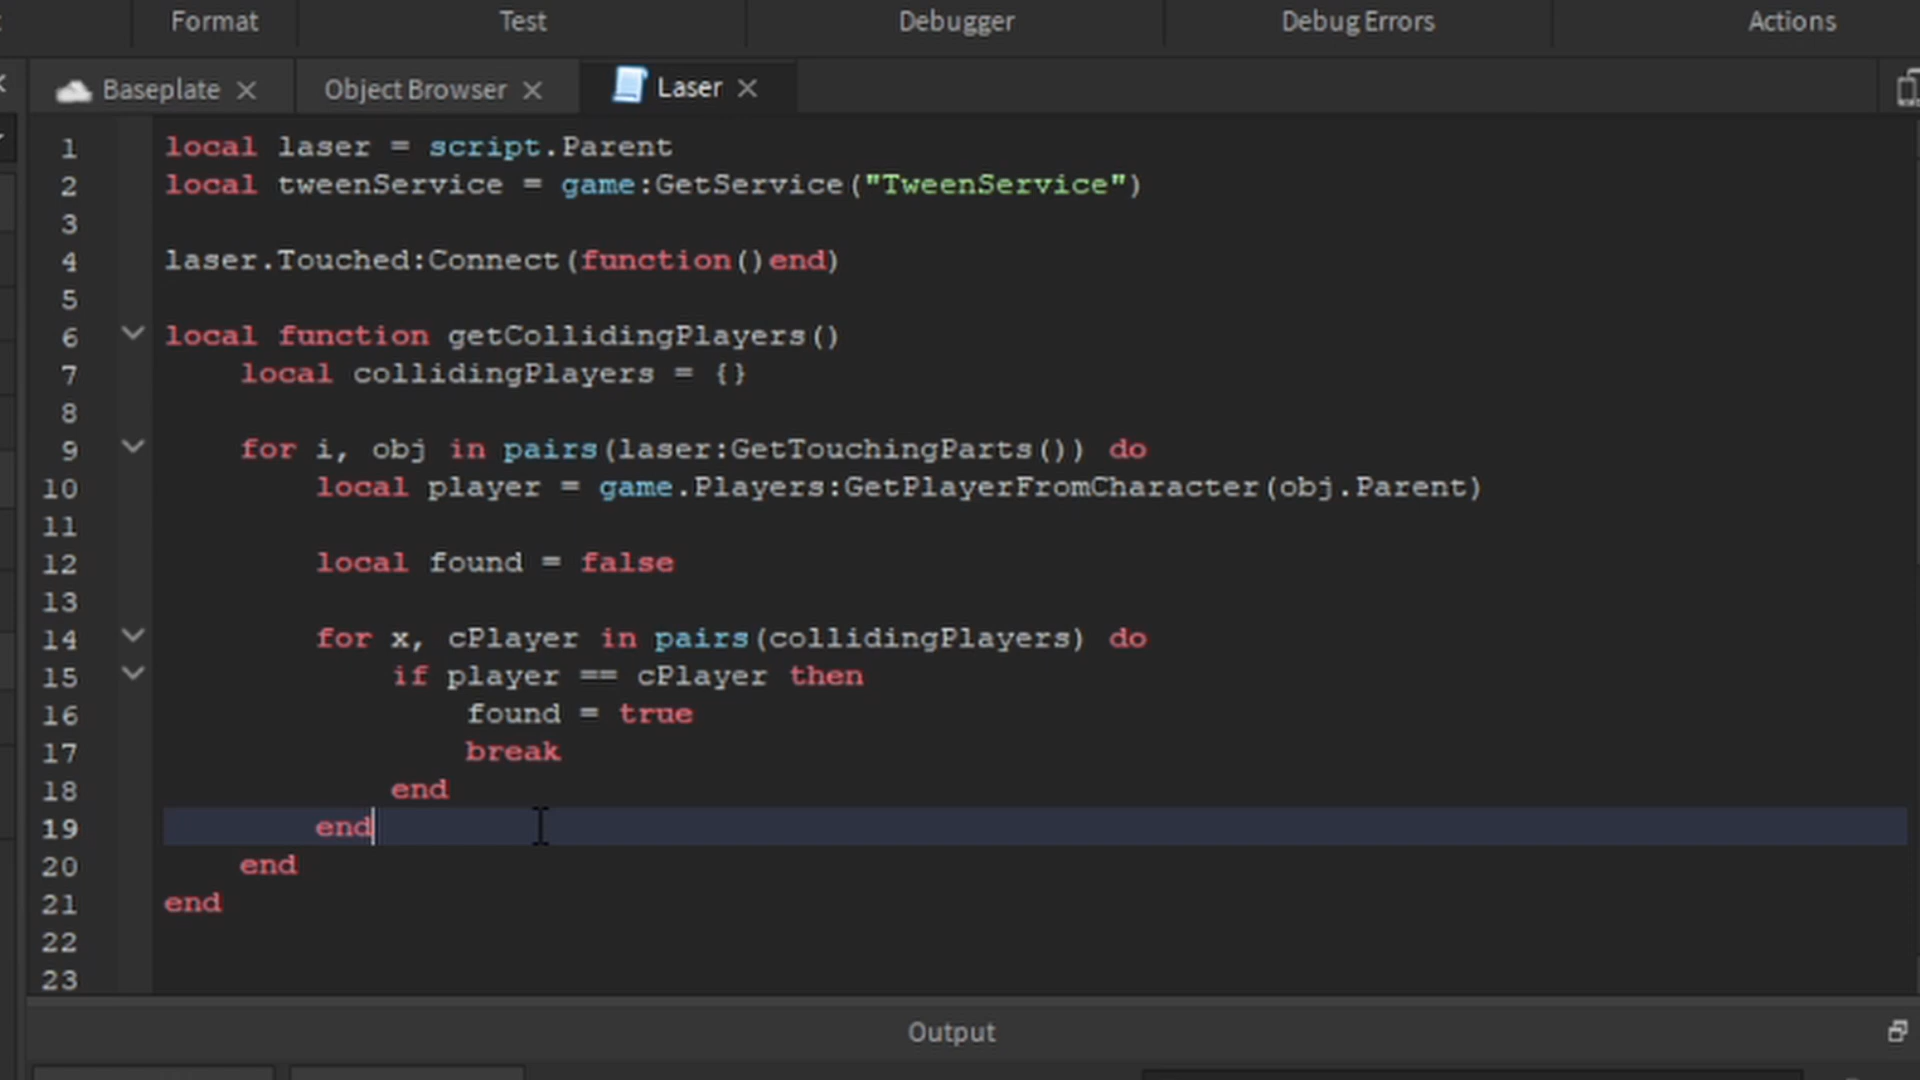 Format Test Debugger Debug Errors Actions
Baseplate Object Browser Laser
1 local laser = script.Parent
2 local tweenService = game:GetService("TweenService")
3
4 laser.Touched:Connect(function()end)
5
6 local function getCollidingPlayers()
7 local collidingPlayers = {}
8
9 for i, obj in pairs(laser:GetTouchingParts()) do
10 local player = game.Players:GetPlayerFromCharacter(obj.Parent)
11
12 local found = false
13
14 for x, cPlayer in pairs(collidingPlayers) do
15 if player == cPlayer then
16 found = true
17 break
18 end
19 end
20 end
21 end
22
23
Output